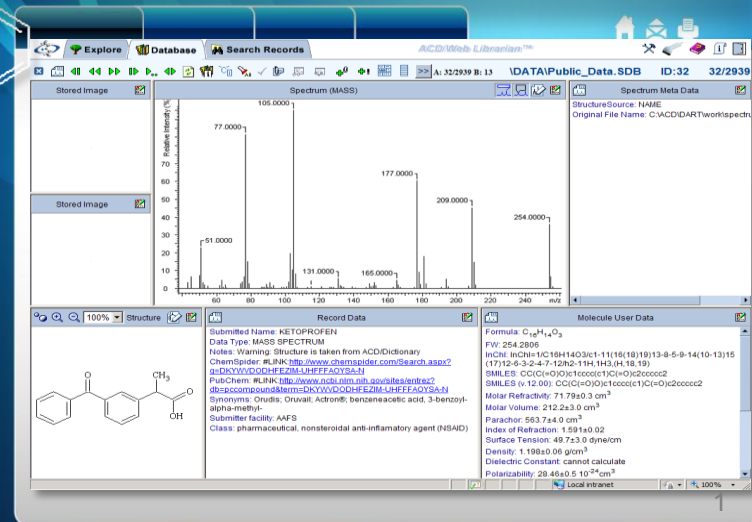 Explore
Database
Search Records
ACD/Web Librarian™
>> A: 32/2939 B: 13
\DATA\Public_Data.SDB
ID:32
32/2939
Stored Image
Spectrum (MASS)
Spectrum Meta Data
StructureSource: NAME
Original File Name: C:\ACD\DART\work\spectru
Relative Intensity (%)
105.0000
77.0000
177.0000
209.0000
254.0000
51.0000
131.0000
165.0000
70
60
50
40
30
20
10
0
60
80
100
120
140
160
180
200
220
240
m/z
Stored Image
100%
Structure
Record Data
Molecule User Data
CH3
O
O
OH
Submitted Name: KETOPROFEN
Data Type: MASS SPECTRUM
Notes: Warning: Structure is taken from ACD/Dictionary
ChemSpider: #LINK:http://www.chemspider.com/Search.aspx?
q=DKYWVDODHFEZIM-UHFFFAOYSA-N
PubChem: #LINK:http://www.ncbi.nlm.nih.gov/sites/entrez?
db=pccompound&term=DKYWVDODHFEZIM-UHFFFAOYSA-N
Synonyms: Orudis; Oruvail; Actron®; benzeneacetic acid, 3-benzoyl-
alpha-methyl-
Submitter facility: AAFS
Class: pharmaceutical, nonsteroidal anti-inflamatory agent (NSAID)
Formula: C16H14O3
FW: 254.2806
InChI: InChI=1/C16H14O3/c1-11(16(18)19)13-8-5-9-14(10-13)15
(17)12-6-3-2-4-7-12/h2-11H,1H3,(H,18,19)
SMILES: CC(C(=O)O)c1cccc(c1)C(=O)c2ccccc2
SMILES (v.12.00): CC(C(=O)O)c1cccc(c1)C(=O)c2ccccc2
Molar Refractivity: 71.79±0.3 cm3
Molar Volume: 212.2±3.0 cm3
Parachor: 563.7±4.0 cm3
Index of Refraction: 1.591±0.02
Surface Tension: 49.7±3.0 dyne/cm
Density: 1.198±0.06 g/cm3
Dielectric Constant: cannot calculate
Polarizability: 28.46±0.5 10-24cm3
Local intranet
100%
1